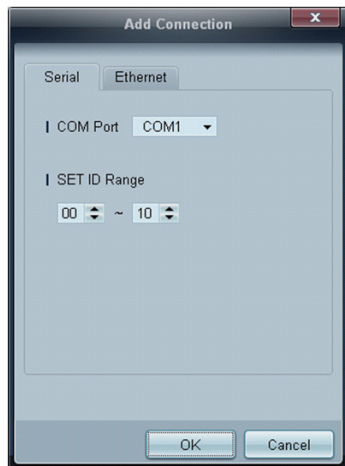 Add Connection
Serial Ethernet
COM Port COM1
SET ID Range
00 ~ 10
OK Cancel